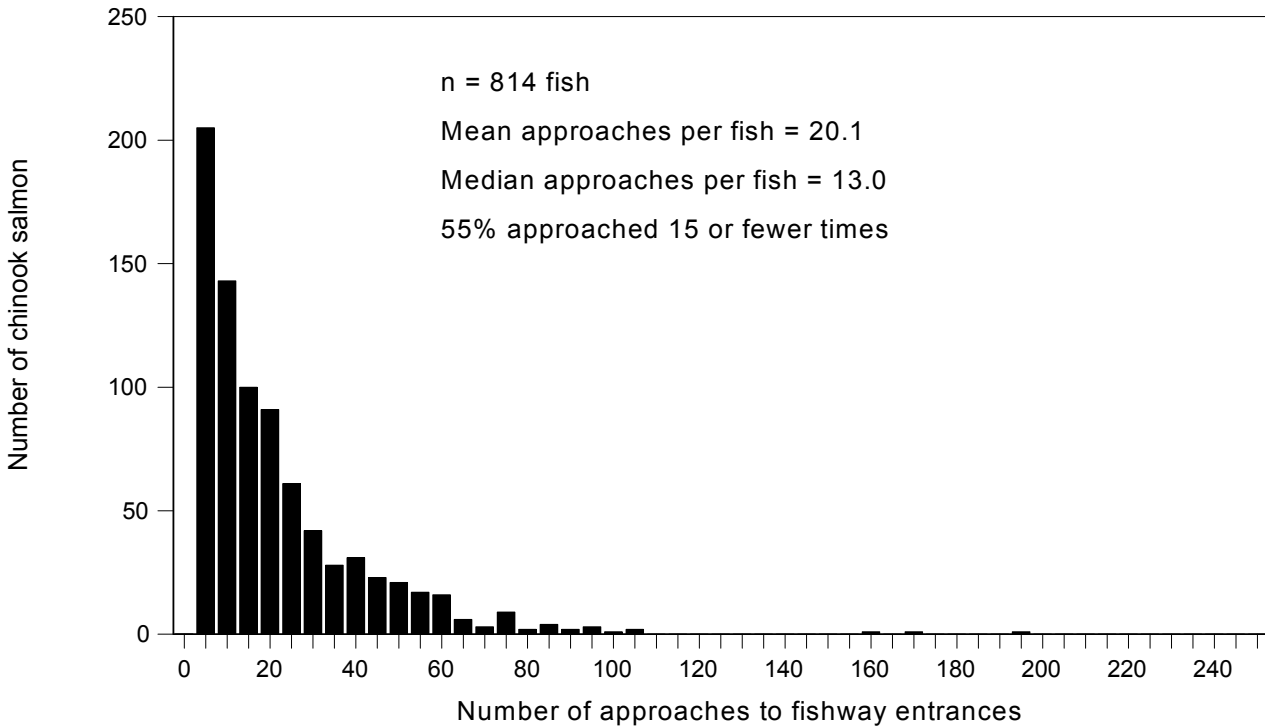 250
200
150
100
50
0
n = 814 fish
Mean approaches per fish = 20.1
Median approaches per fish = 13.0
55% approached 15 or fewer times
Number of chinook salmon
0 20 40 60 80 100 120 140 160 180 200 220 240
Number of approaches to fishway entrances